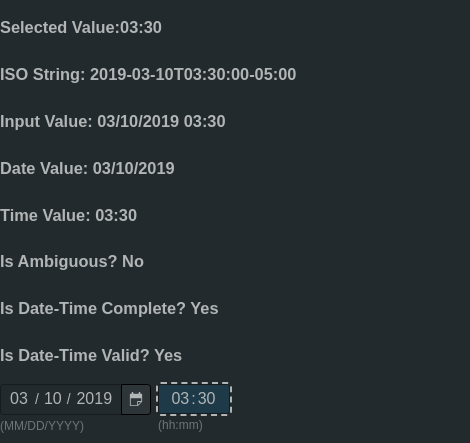 Selected Value:03:30
ISO String: 2019-03-10T03:30:00-05:00
Input Value: 03/10/2019 03:30
Date Value: 03/10/2019
Time Value: 03:30
Is Ambiguous? No
Is Date-Time Complete? Yes
Is Date-Time Valid? Yes
03 / 10 / 2019 03:30
(MM/DD/YYYY) (hh:mm)